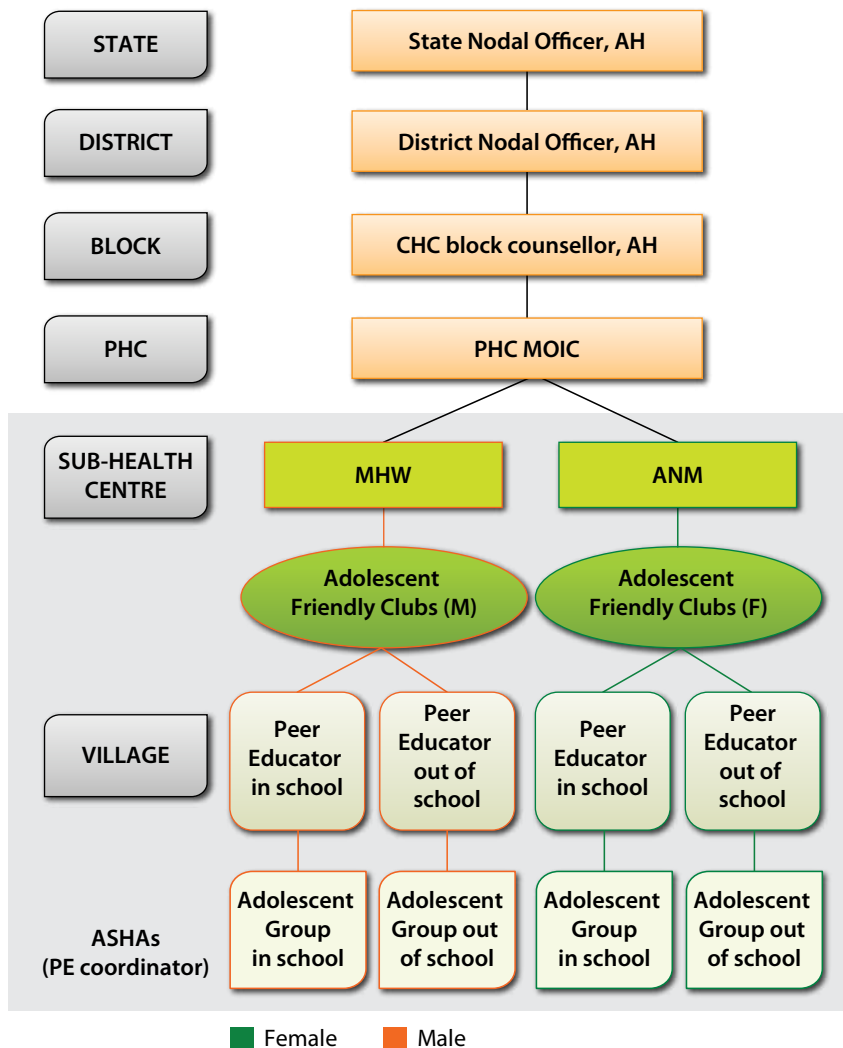 STATE
State Nodal Officer, AH
DISTRICT
District Nodal Officer, AH
BLOCK
CHC block counsellor, AH
PHC
PHC MOIC
SUB-HEALTH
CENTRE
MHW
ANM
Adolescent
Friendly Clubs (M)
Adolescent
Friendly Clubs (F)
VILLAGE
Peer
Educator
in school
Peer
Educator
out of
school
Peer
Educator
in school
Peer
Educator
out of
school
ASHAs
(PE coordinator)
Adolescent
Group
in school
Adolescent
Group out
of school
Adolescent
Group
in school
Adolescent
Group out
of school
Female
Male